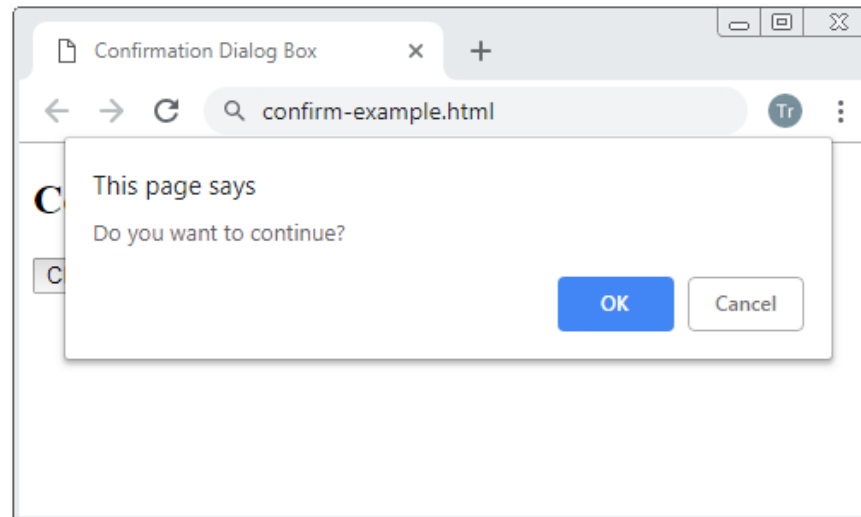 Confirmation Dialog Box
confirm-example.html
Tr
This page says
Do you want to continue?
OK
Cancel